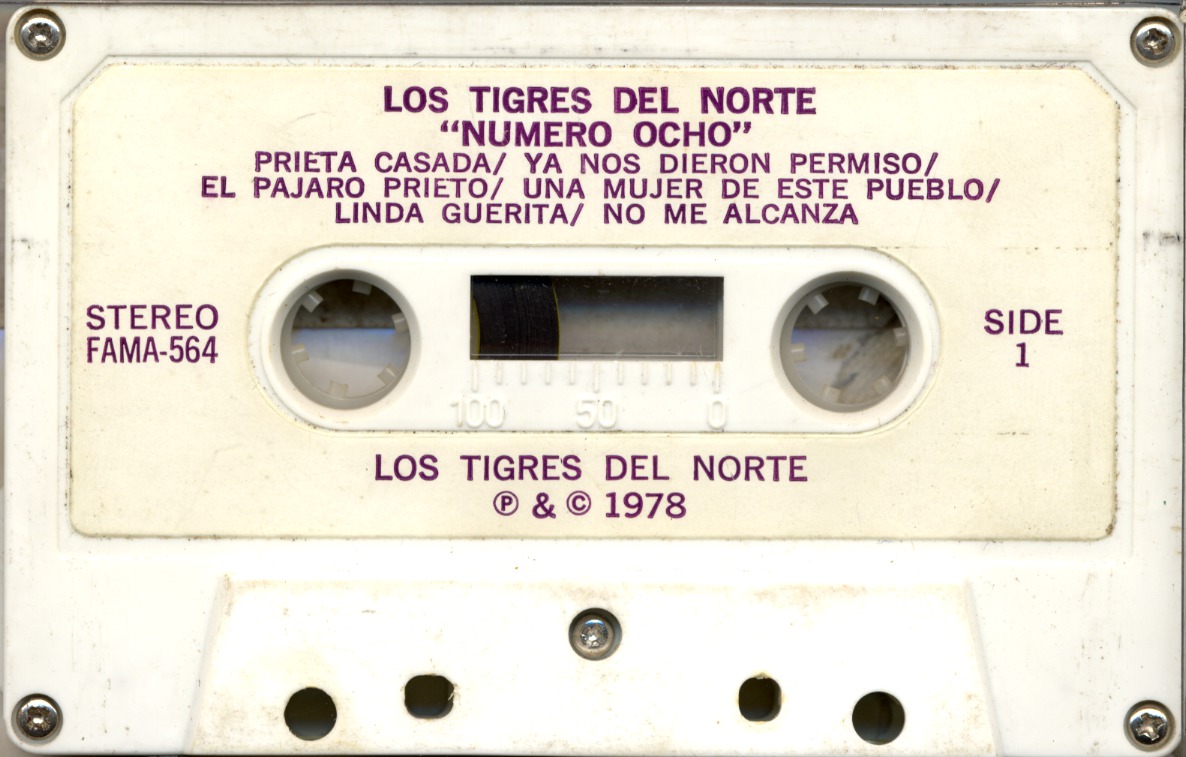 LOS TIGRES DEL NORTE
“NUMERO OCHO”
PRIETA CASADA/ YA NOS DIERON PERMISO/
EL PAJARO PRIETO/ UNA MUJER DE ESTE PUEBLO/
LINDA GUERITA/ NO ME ALCANZA
STEREO
FAMA-564
SIDE
1
100 50 0
LOS TIGRES DEL NORTE
Ⓟ & © 1978